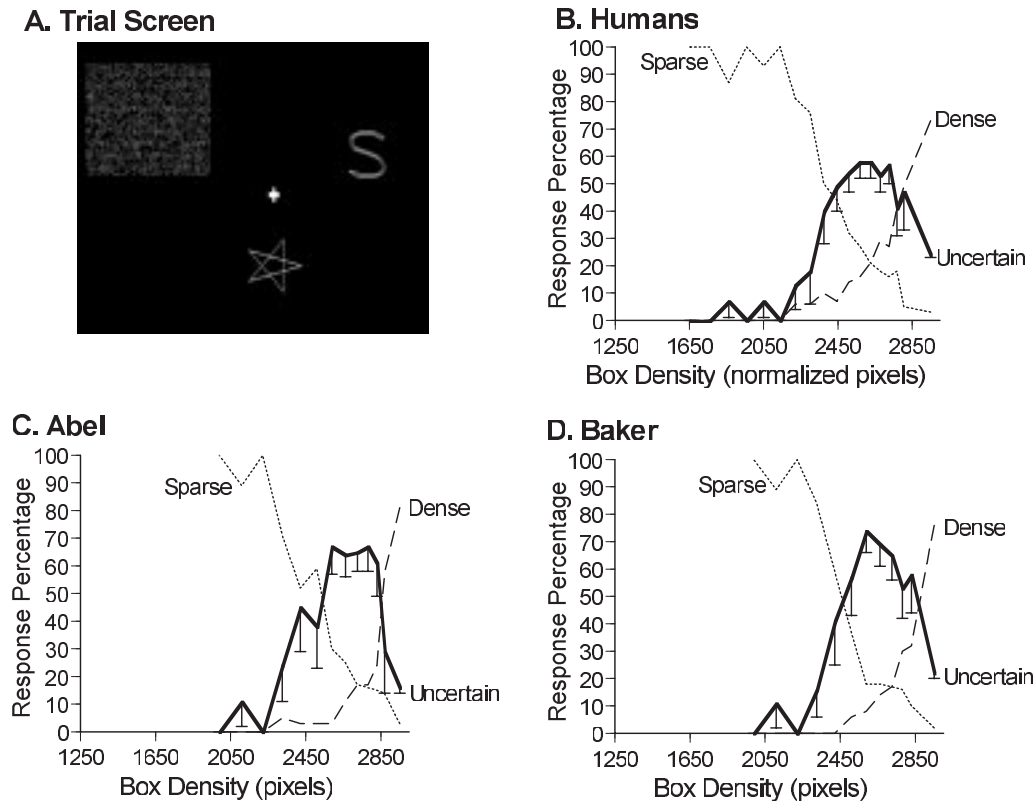 A. Trial Screen
S
B. Humans
Response Percentage
100
90
80
70
60
50
40
30
20
10
0
Sparse
Dense
Uncertain
1250 1650 2050 2450 2850
Box Density (normalized pixels)
C. Abel
Response Percentage
100
90
80
70
60
50
40
30
20
10
0
Sparse
Dense
Uncertain
1250 1650 2050 2450 2850
Box Density (pixels)
D. Baker
Response Percentage
100
90
80
70
60
50
40
30
20
10
0
Sparse
Dense
Uncertain
1250 1650 2050 2450 2850
Box Density (pixels)